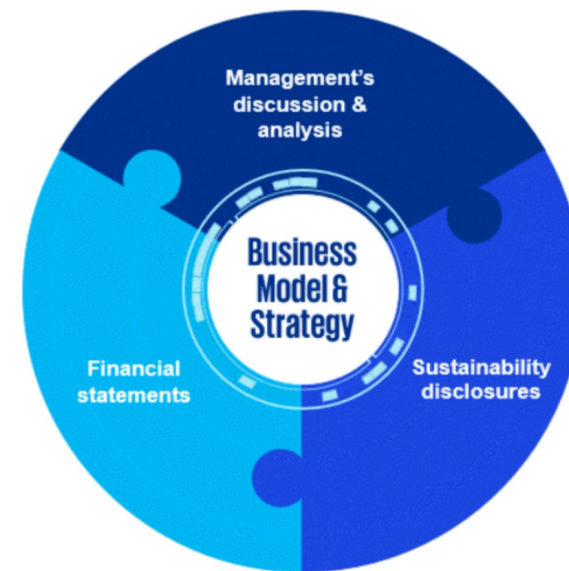 Management's
discussion &
analysis
Business
Model &
Strategy
Financial
statements
Sustainability
disclosures